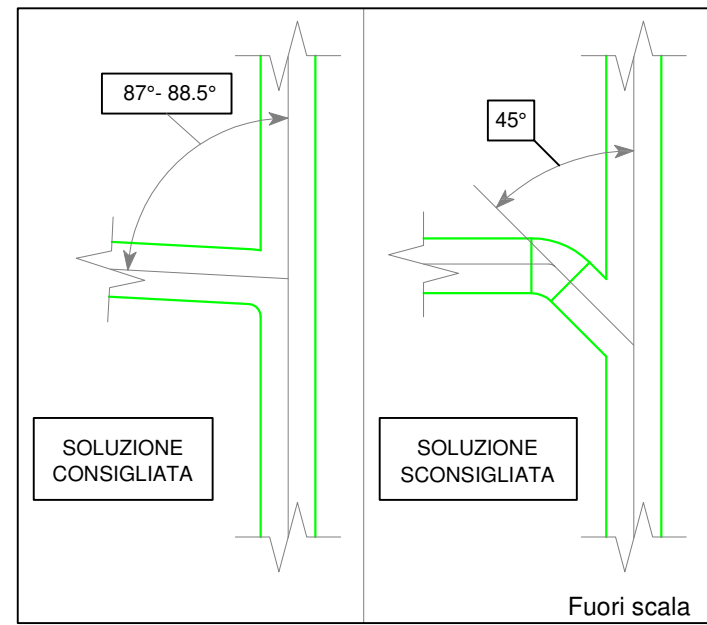 87°- 88.5°
SOLUZIONE
CONSIGLIATA
45°
SOLUZIONE
SCONSIGLIATA
Fuori scala